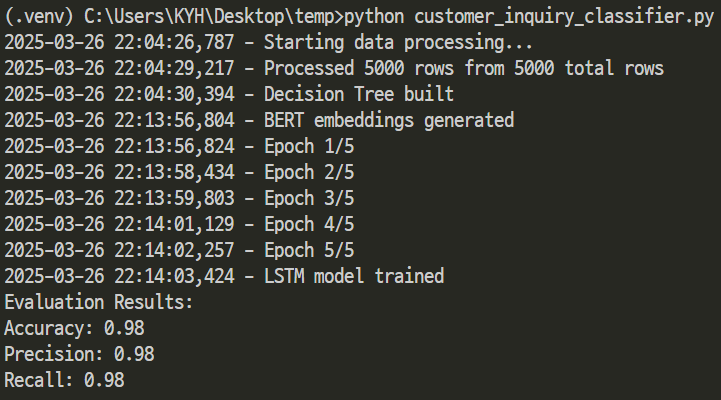 (.venv) C:\Users\KYH\Desktop\temp>python customer_inquiry_classifier.py
2025-03-26 22:04:26,787 - Starting data processing...
2025-03-26 22:04:29,217 - Processed 5000 rows from 5000 total rows
2025-03-26 22:04:30,394 - Decision Tree built
2025-03-26 22:13:56,804 - BERT embeddings generated
2025-03-26 22:13:56,824 - Epoch 1/5
2025-03-26 22:13:58,434 - Epoch 2/5
2025-03-26 22:13:59,803 - Epoch 3/5
2025-03-26 22:14:01,129 - Epoch 4/5
2025-03-26 22:14:02,257 - Epoch 5/5
2025-03-26 22:14:03,424 - LSTM model trained
Evaluation Results:
Accuracy: 0.98
Precision: 0.98
Recall: 0.98